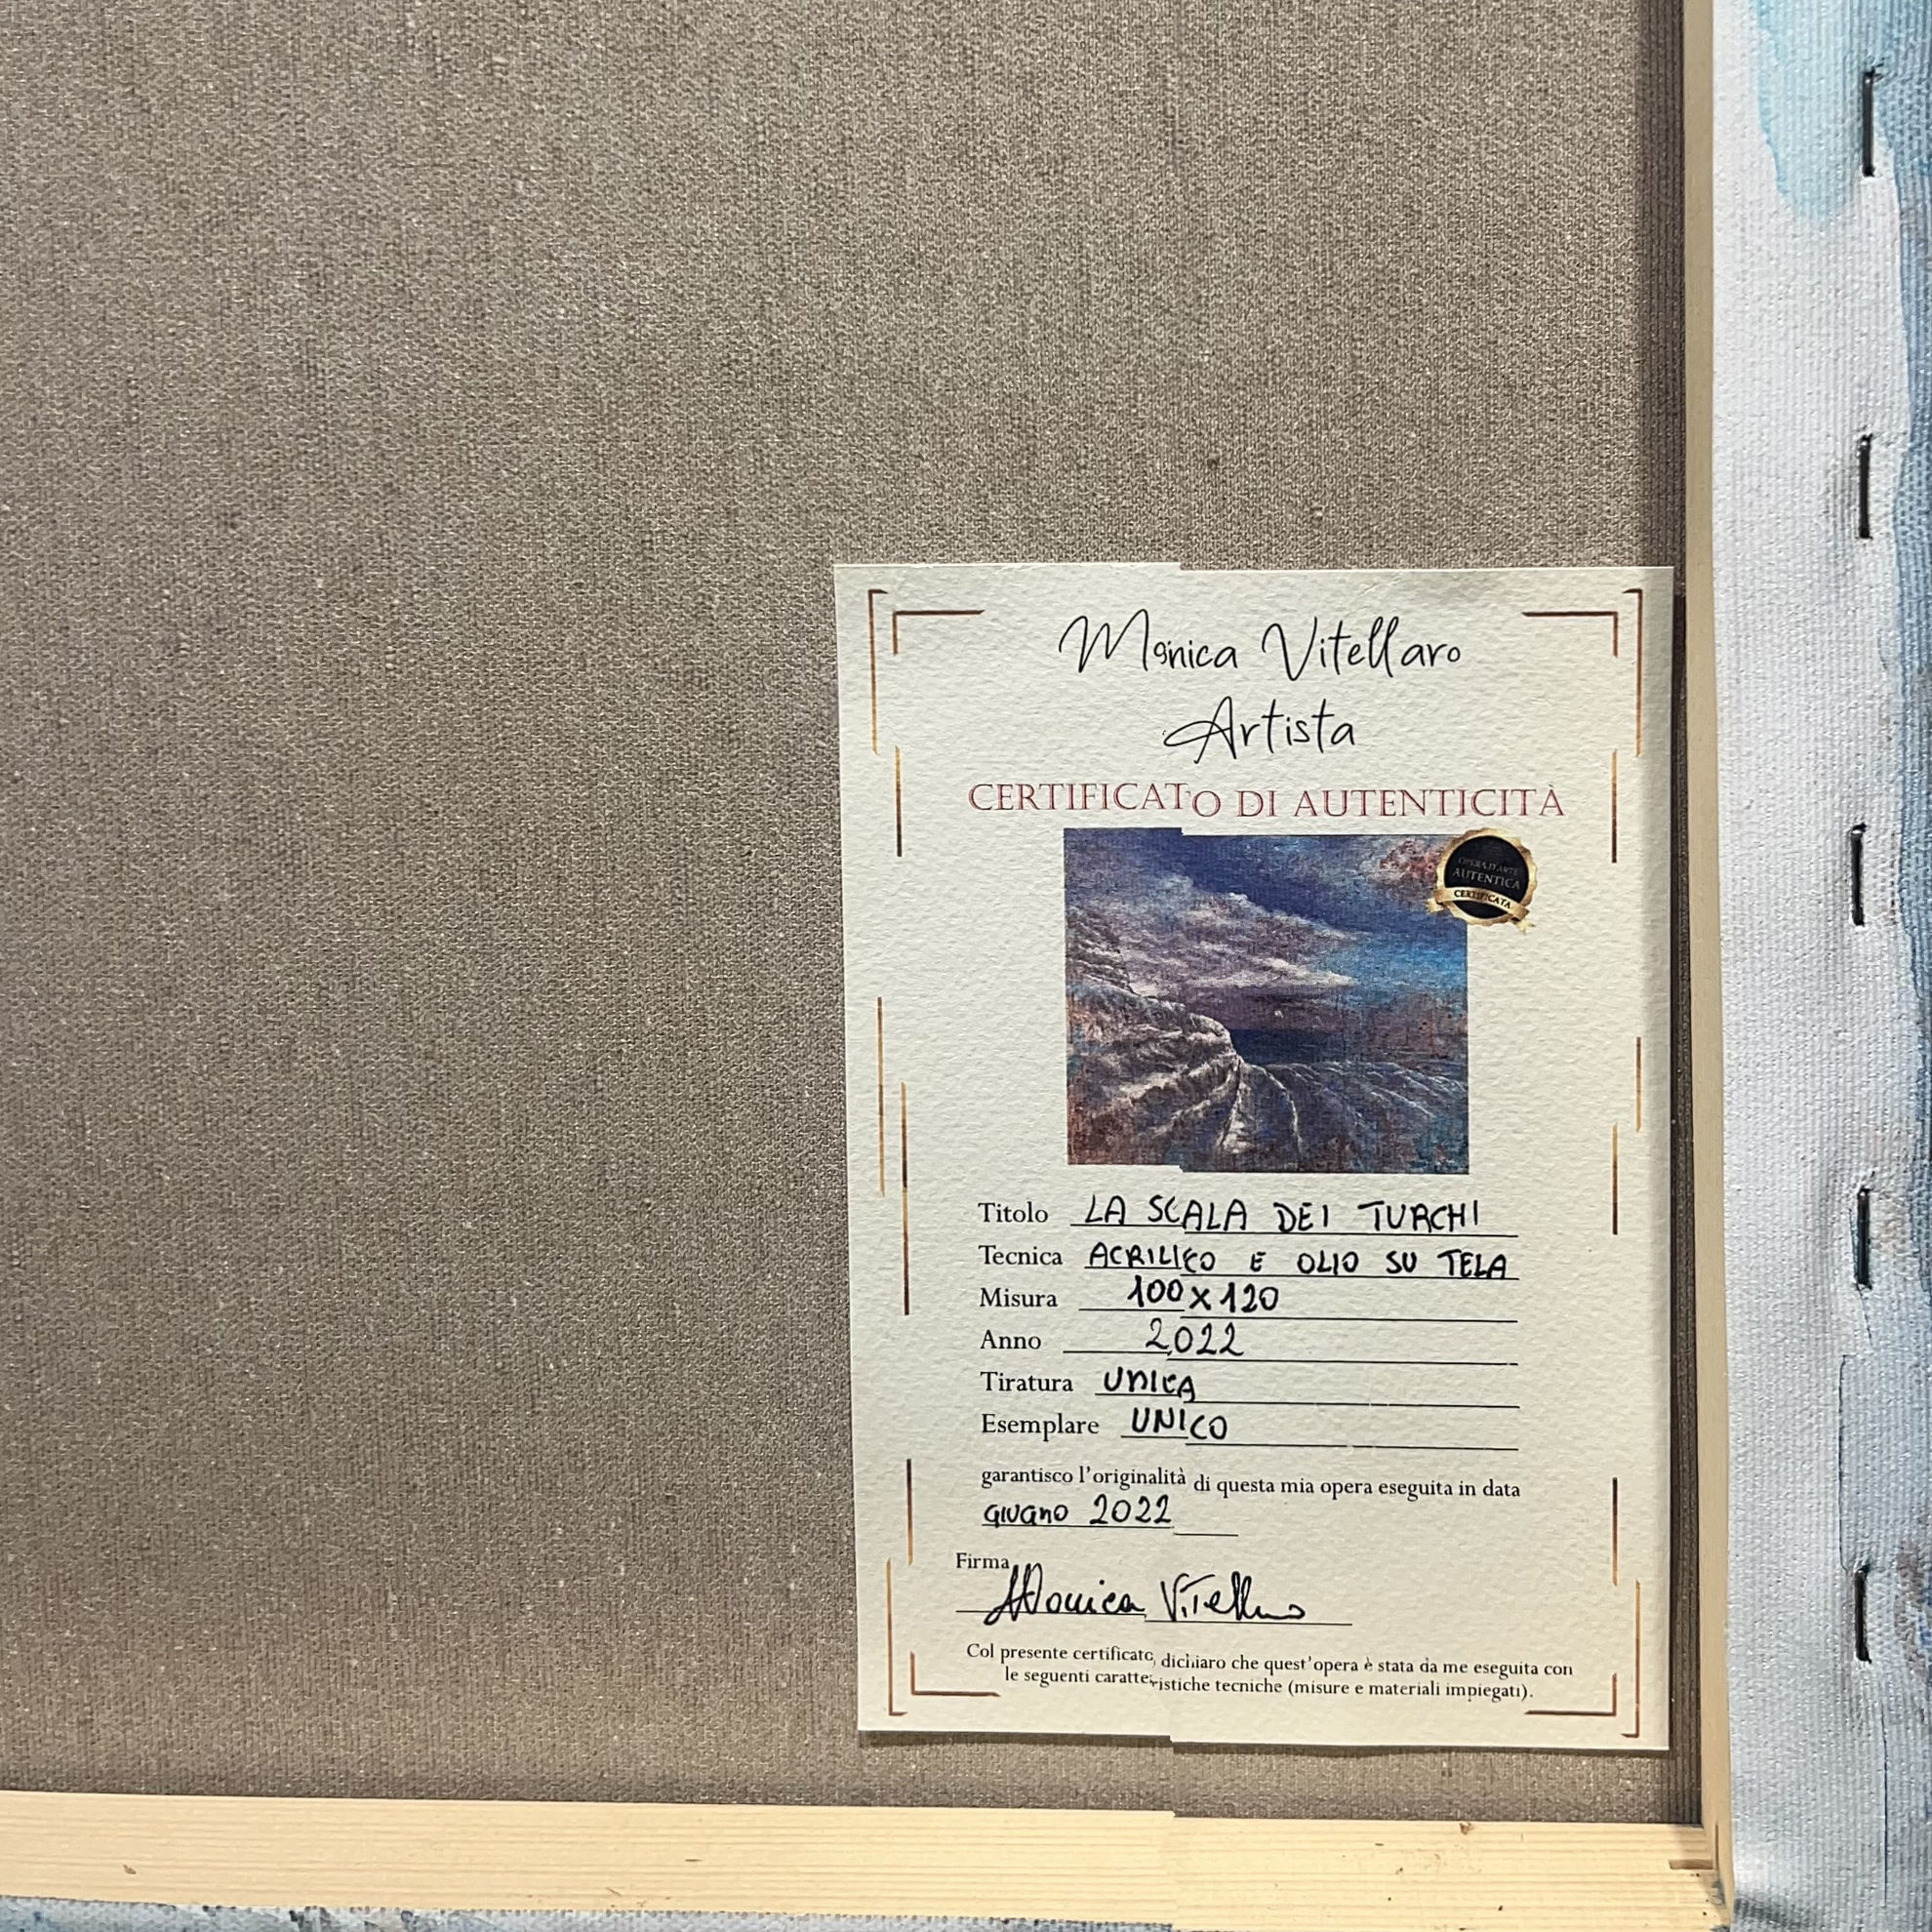 Monica Vitellaro
Artista
CERTIFICATO DI AUTENTICITÀ
OPERA D'ARTE
AUTENTICA
CERTIFICATA
Titolo LA SCALA DEI TURCHI
Tecnica ACRILICO E OLIO SU TELA
Misura 100 x 120
Anno 2022
Tiratura UNICA
Esemplare UNICO
garantisco l'originalità di questa mia opera eseguita in data
giugno 2022
Firma Monica Vitellaro
Col presente certificato, dichiaro che quest'opera è stata da me eseguita con
le seguenti caratteristiche tecniche (misure e materiali impiegati).